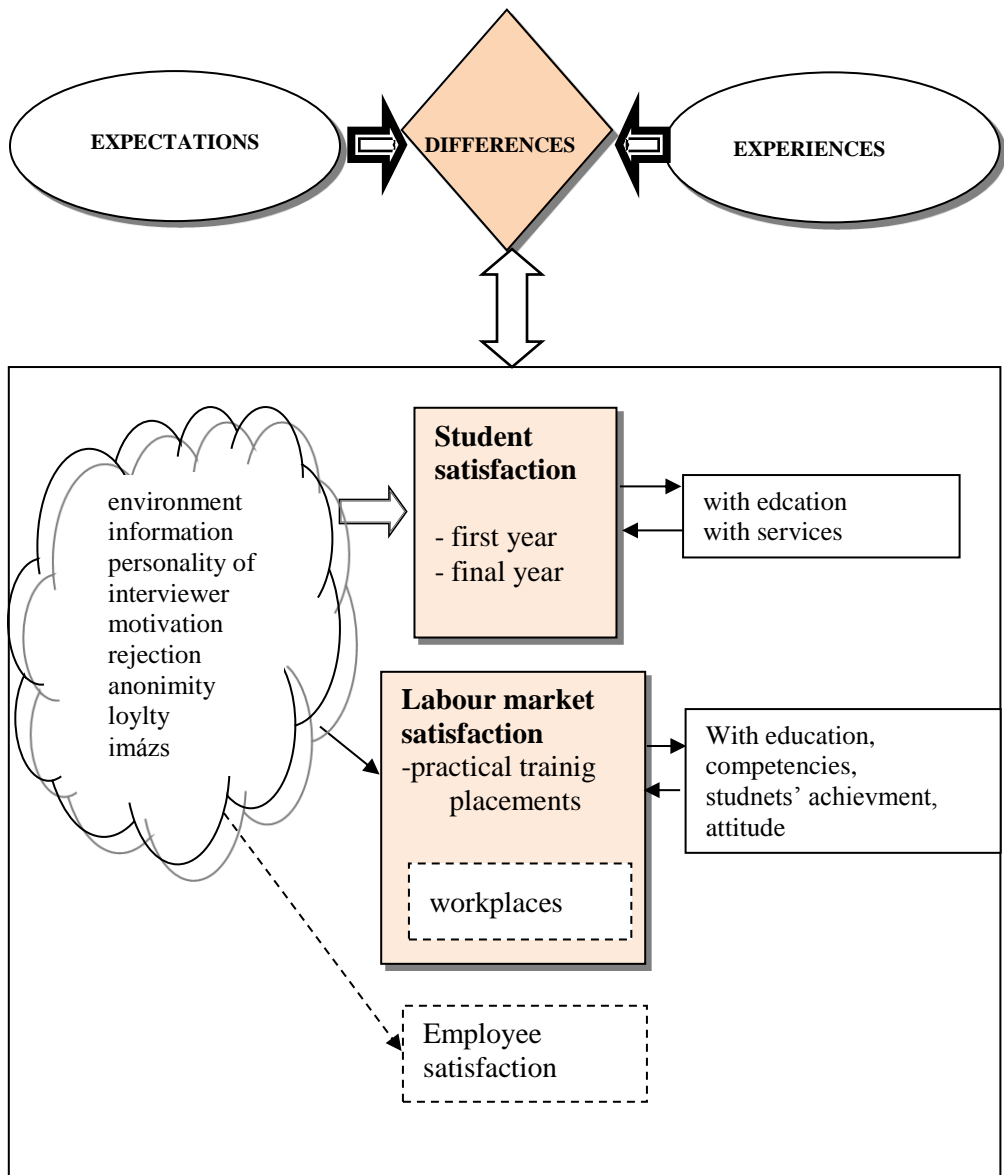 EXPECTATIONS
DIFFERENCES
EXPERIENCES
environment
information
personality of
interviewer
motivation
rejection
anonimity
loylty
imázs
Student
satisfaction
- first year
- final year
with edcation
with services
Labour market
satisfaction
-practical trainig
placements
workplaces
With education,
competencies,
studnets’ achievment,
attitude
Employee
satisfaction